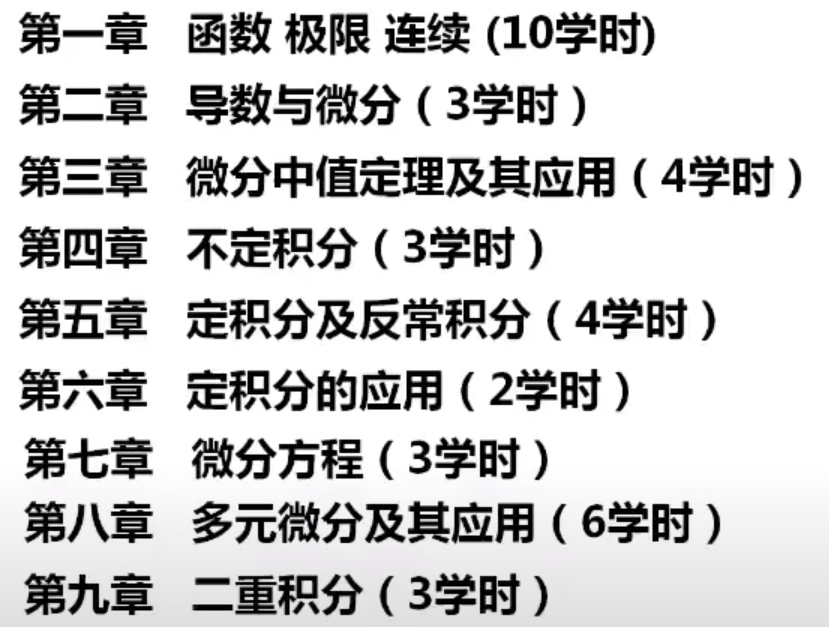 第一章 函数 极限 连续 (10学时)
第二章 导数与微分(3学时)
第三章 微分中值定理及其应用(4学时)
第四章 不定积分(3学时)
第五章 定积分及反常积分(4学时)
第六章 定积分的应用(2学时)
第七章 微分方程(3学时)
第八章 多元微分及其应用(6学时)
第九章 二重积分(3学时)